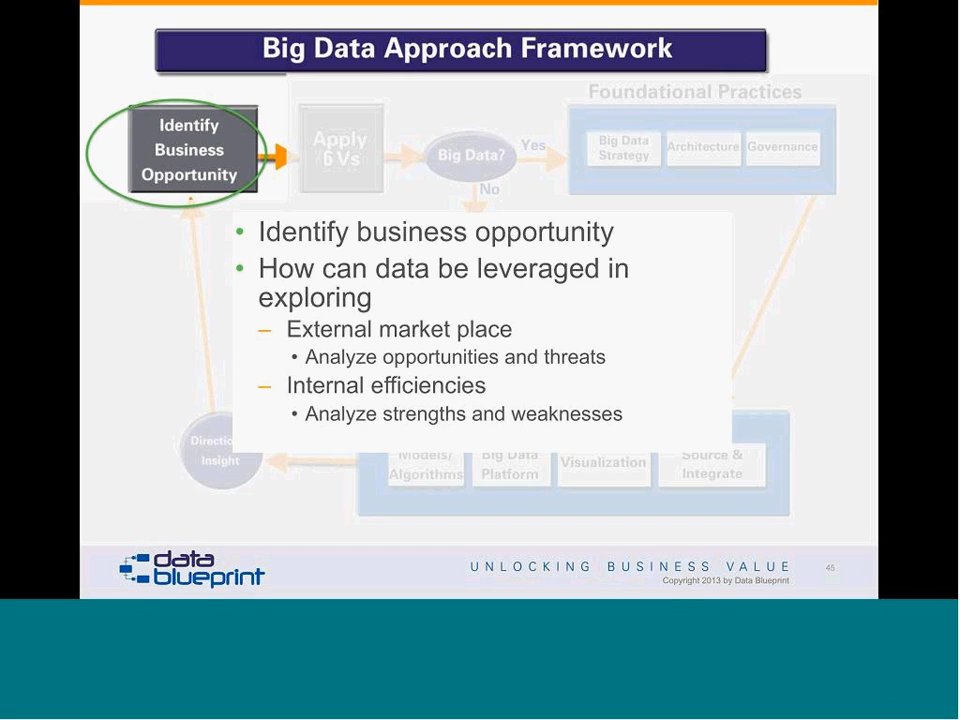 Big Data Approach Framework
Foundational Practices
Identify
Business
Opportunity
Apply
6 Vs
Big Data?
Yes
No
Big Data
Strategy
Architecture
Governance
• Identify business opportunity
• How can data be leveraged in
exploring
– External market place
• Analyze opportunities and threats
– Internal efficiencies
• Analyze strengths and weaknesses
Insight
Models/
Algorithms
Big Data
Platform
Visualization
Source &
Integrate
data
blueprint
UNLOCKING BUSINESS VALUE
45
Copyright 2013 by Data Blueprint